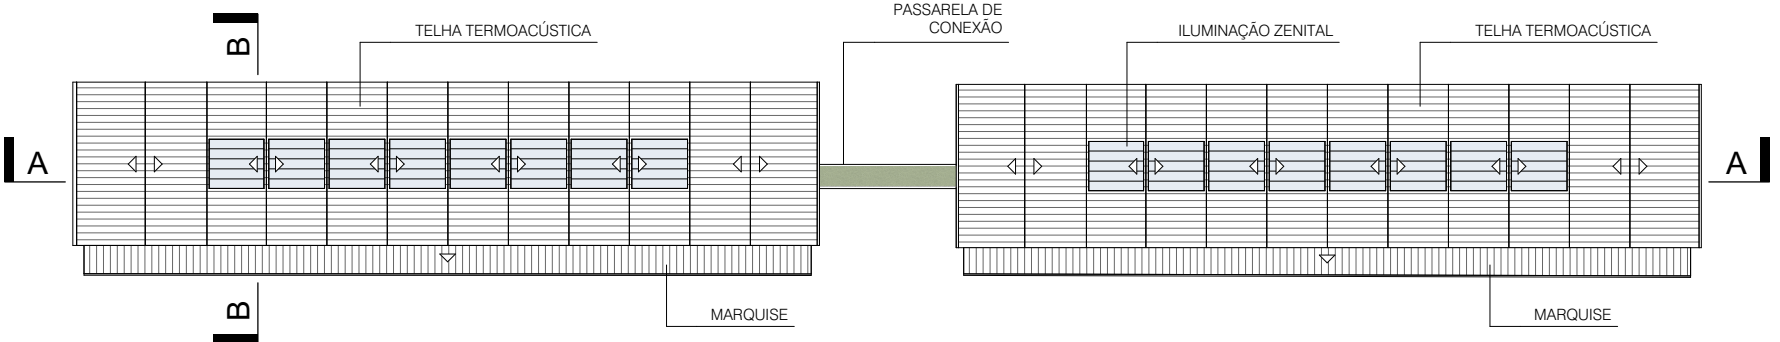 PASSARELA DE
CONEXÃO
TELHA TERMOACÚSTICA
ILUMINAÇÃO ZENITAL
TELHA TERMOACÚSTICA
B
A
A
B
MARQUISE
MARQUISE